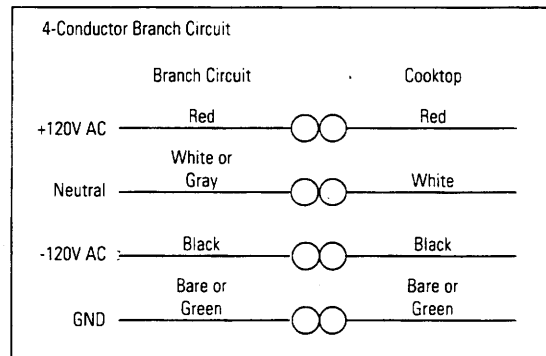 4-Conductor Branch Circuit
Branch Circuit Cooktop
+120V AC Red Red
White or
Gray
Neutral White
-120V AC Black Black
Bare or Bare or
Green Green
GND